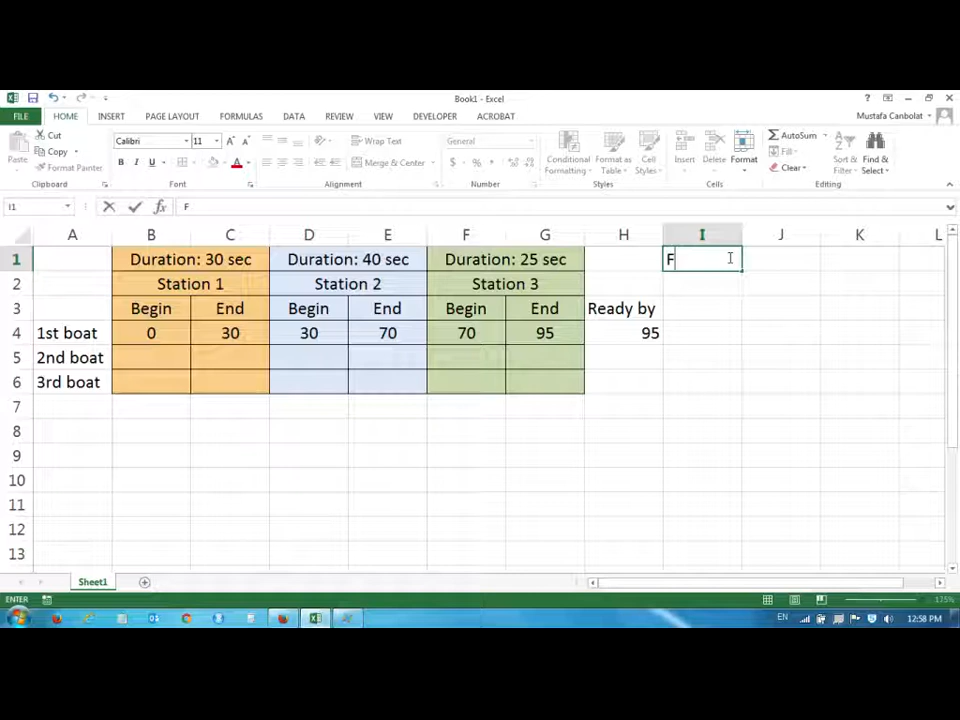 Book1 - Excel
FILE HOME INSERT PAGE LAYOUT FORMULAS DATA REVIEW VIEW DEVELOPER ACROBAT Mustafa Canbolat
Paste Cut Copy Format Painter Clipboard
Calibri 11 B I U A Font
Wrap Text Merge & Center Alignment
General $ % Number
Conditional Formatting Format as Table Cell Styles Styles
Insert Delete Format Cells
AutoSum Fill Clear Sort & Filter Find & Select Editing
I1 fx F
A B C D E F G H I J K L
1 Duration: 30 sec Duration: 40 sec Duration: 25 sec F
2 Station 1 Station 2 Station 3
3 Begin End Begin End Begin End Ready by
4 1st boat 0 30 30 70 70 95 95
5 2nd boat
6 3rd boat
7
8
9
10
11
12
13
Sheet1
ENTER 175%
EN 12:58 PM